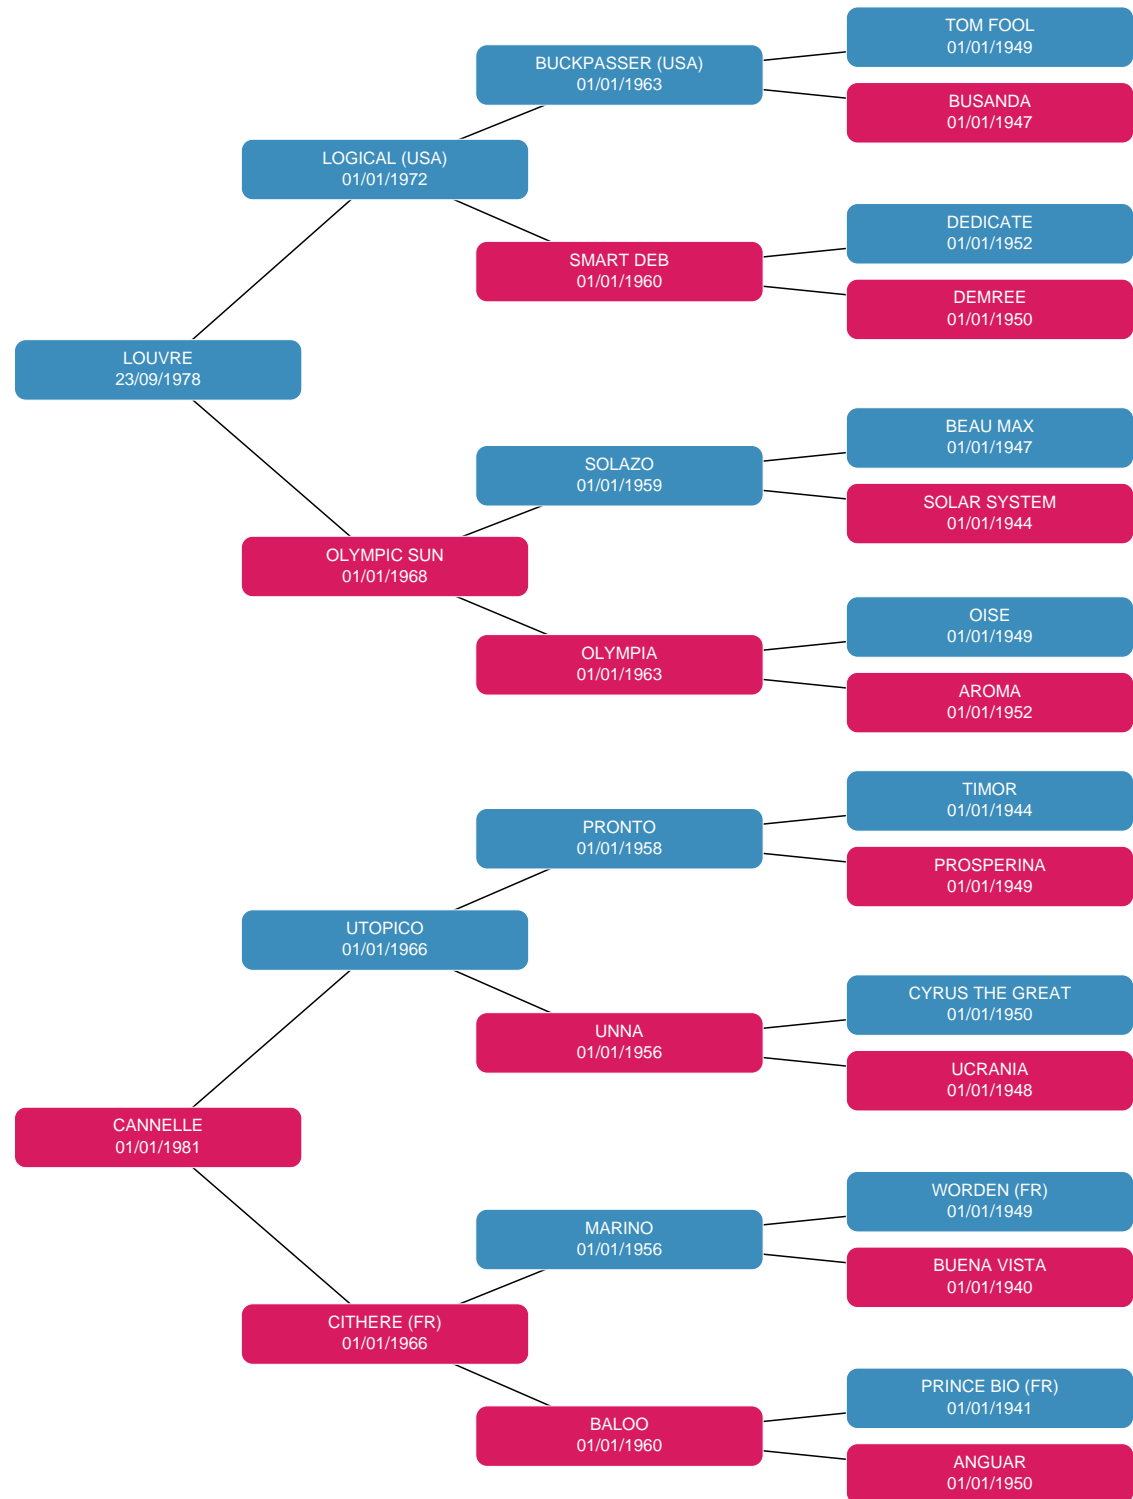 TOM FOOL
01/01/1949
BUCKPASSER (USA)
01/01/1963
BUSANDA
01/01/1947
LOGICAL (USA)
01/01/1972
DEDICATE
01/01/1952
SMART DEB
01/01/1960
DEMREE
01/01/1950
LOUVRE
23/09/1978
BEAU MAX
01/01/1947
SOLAZO
01/01/1959
SOLAR SYSTEM
01/01/1944
OLYMPIC SUN
01/01/1968
OISE
01/01/1949
OLYMPIA
01/01/1963
AROMA
01/01/1952
TIMOR
01/01/1944
PRONTO
01/01/1958
PROSPERINA
01/01/1949
UTOPICO
01/01/1966
CYRUS THE GREAT
01/01/1950
UNNA
01/01/1956
UCRANIA
01/01/1948
CANNELLE
01/01/1981
WORDEN (FR)
01/01/1949
MARINO
01/01/1956
BUENA VISTA
01/01/1940
CITHERE (FR)
01/01/1966
PRINCE BIO (FR)
01/01/1941
BALOO
01/01/1960
ANGUAR
01/01/1950